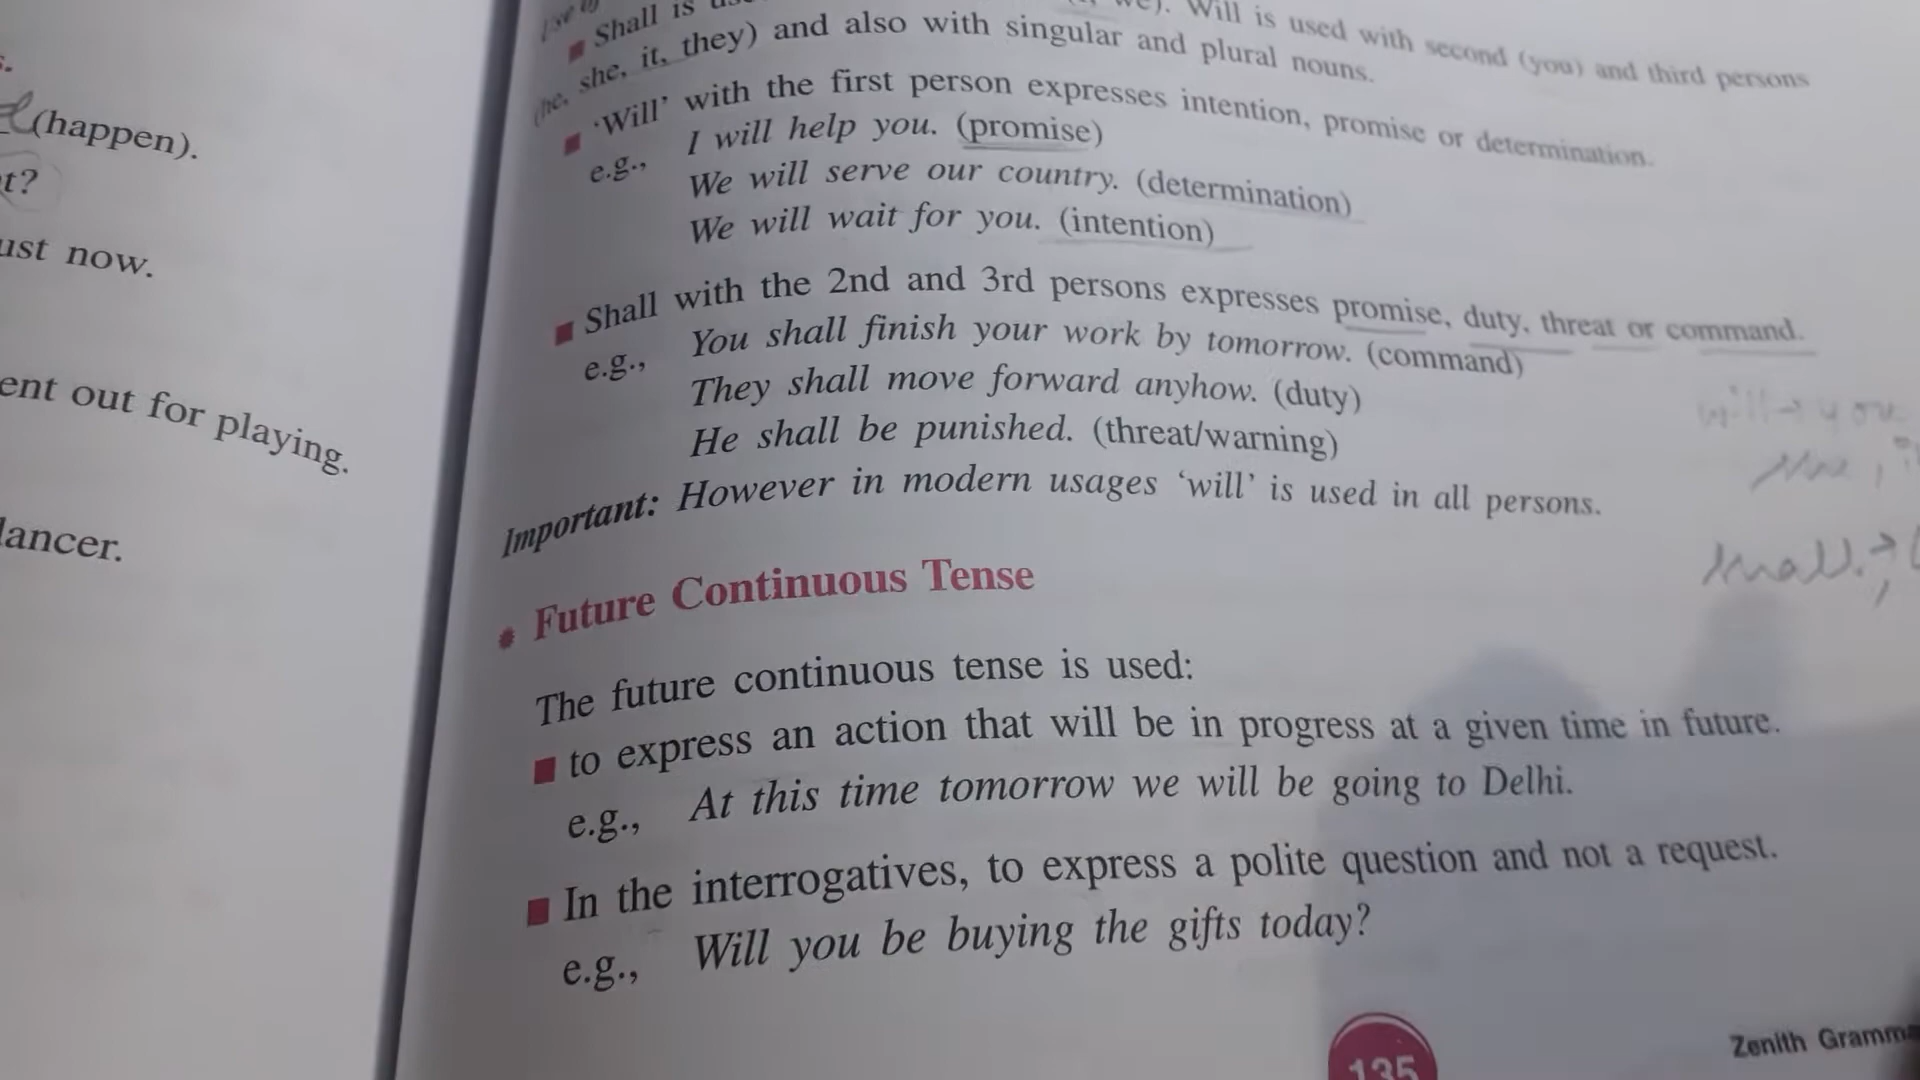 s.
(happen).
t?
ust now.
ent out for playing.
lancer.
Shall is we). Will is used with second (you) and third persons
(he, she, it, they) and also with singular and plural nouns.
'Will' with the first person expresses intention, promise or determination.
e.g., I will help you. (promise)
We will serve our country. (determination)
We will wait for you. (intention)
Shall with the 2nd and 3rd persons expresses promise, duty, threat or command.
e.g., You shall finish your work by tomorrow. (command)
They shall move forward anyhow. (duty)
He shall be punished. (threat/warning)
Important: However in modern usages 'will' is used in all persons.
will → you
Future Continuous Tense
The future continuous tense is used:
to express an action that will be in progress at a given time in future.
e.g., At this time tomorrow we will be going to Delhi.
In the interrogatives, to express a polite question and not a request.
e.g., Will you be buying the gifts today?
135
Zenith Gramma